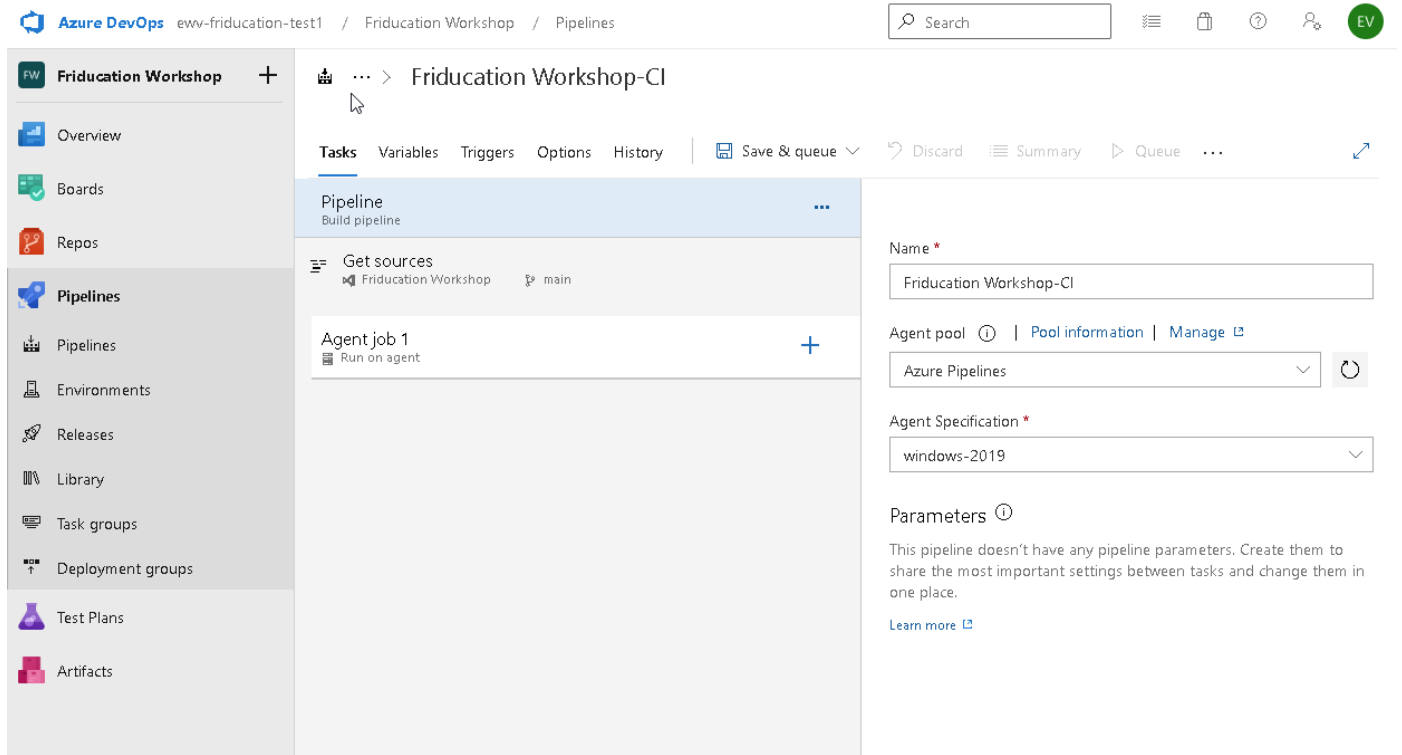 Azure DevOps ewv-friducation-test1 / Friducation Workshop / Pipelines
Search
EV
FW Friducation Workshop
Overview
Boards
Repos
Pipelines
Pipelines
Environments
Releases
Library
Task groups
Deployment groups
Test Plans
Artifacts
... > Friducation Workshop-CI
Tasks Variables Triggers Options History Save & queue Discard Summary Queue ...
Pipeline
Build pipeline
Get sources
Friducation Workshop main
Agent job 1
Run on agent
Name *
Friducation Workshop-CI
Agent pool | Pool information | Manage
Azure Pipelines
Agent Specification *
windows-2019
Parameters
This pipeline doesn't have any pipeline parameters. Create them to
share the most important settings between tasks and change them in
one place.
Learn more